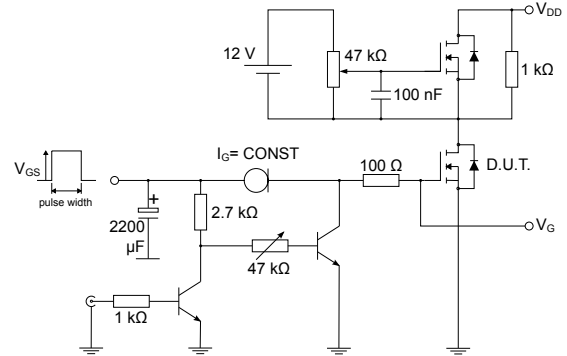 V_DD
12 V
47 kΩ
100 nF
1 kΩ
I_G= CONST
100 Ω
D.U.T.
V_GS
pulse width
+
2200
μF
2.7 kΩ
47 kΩ
V_G
1 kΩ